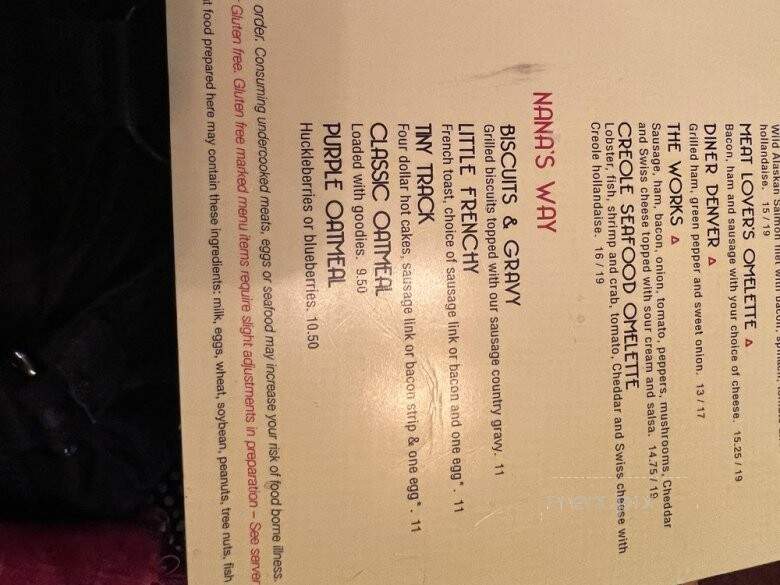 Wild Alaskan Salmon filet with bacon, spinach
hollandaise. 15 / 19
MEAT LOVER'S OMELETTE
Bacon, ham and sausage with your choice of cheese. 15.25 / 19
DINER DENVER
Grilled ham, green pepper and sweet onion. 13 / 17
THE WORKS
Sausage, ham, bacon, onion, tomato, peppers, mushrooms, Cheddar
and Swiss cheese topped with sour cream and salsa. 14.75 / 19
CREOLE SEAFOOD OMELETTE
Lobster, fish, shrimp and crab, tomato, Cheddar and Swiss cheese with
Creole hollandaise. 16 / 19
NANA'S WAY
BISCUITS & GRAVY
Grilled biscuits topped with our sausage country gravy. 11
LITTLE FRENCHY
French toast, choice of sausage link or bacon and one egg*. 11
TINY TRACK
Four dollar hot cakes, sausage link or bacon strip & one egg*. 11
CLASSIC OATMEAL
Loaded with goodies. 9.50
PURPLE OATMEAL
Huckleberries or blueberries. 10.50
order. Consuming undercooked meats, eggs or seafood may increase your risk of food borne illness.
- Gluten free. Gluten free marked menu items require slight adjustments in preparation – See server
food prepared here may contain these ingredients: milk, eggs, wheat, soybean, peanuts, tree nuts, fish